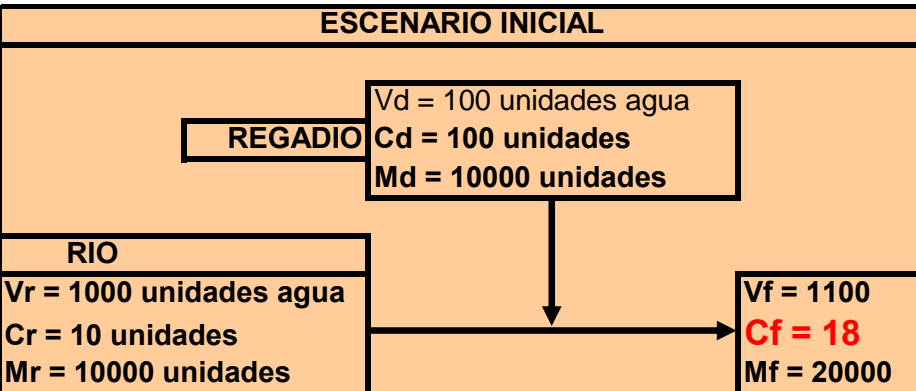 ESCENARIO INICIAL
Vd = 100 unidades agua
REGADIO
Cd = 100 unidades
Md = 10000 unidades
RIO
Vr = 1000 unidades agua
Cr = 10 unidades
Mr = 10000 unidades
Vf = 1100
Cf = 18
Mf = 20000